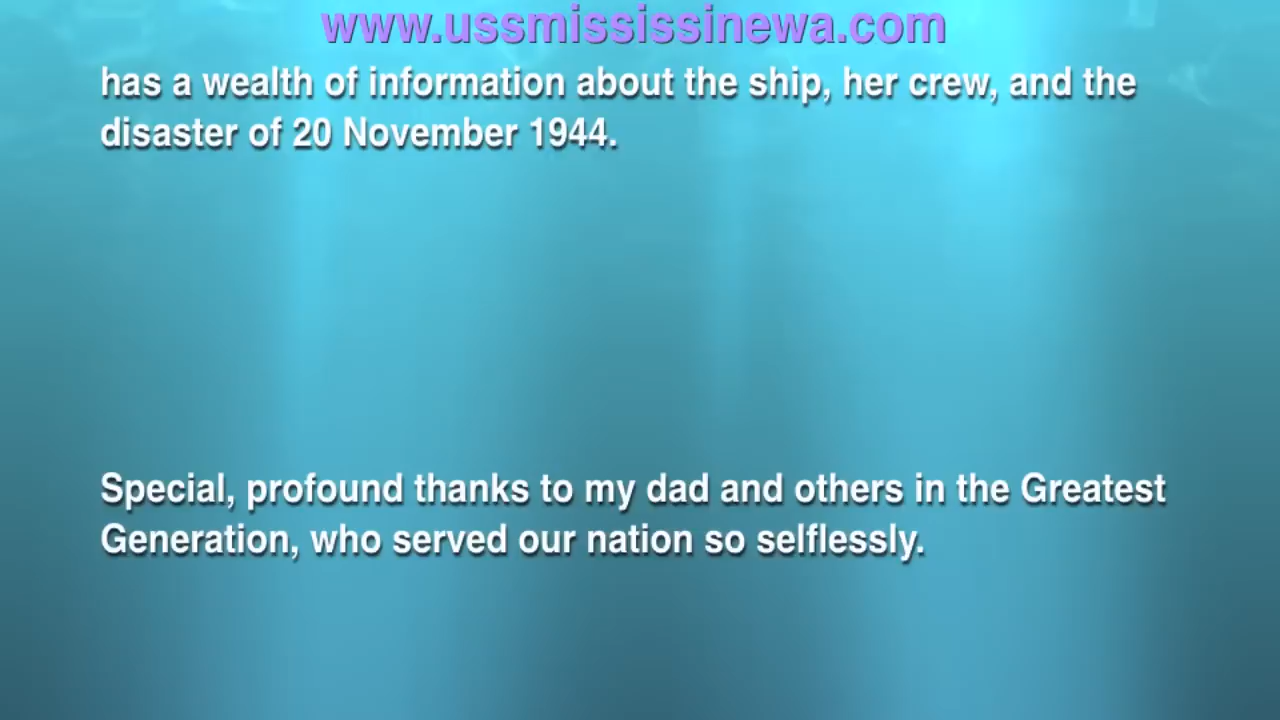 www.ussmississinewa.com
has a wealth of information about the ship, her crew, and the
disaster of 20 November 1944.
Special, profound thanks to my dad and others in the Greatest
Generation, who served our nation so selflessly.